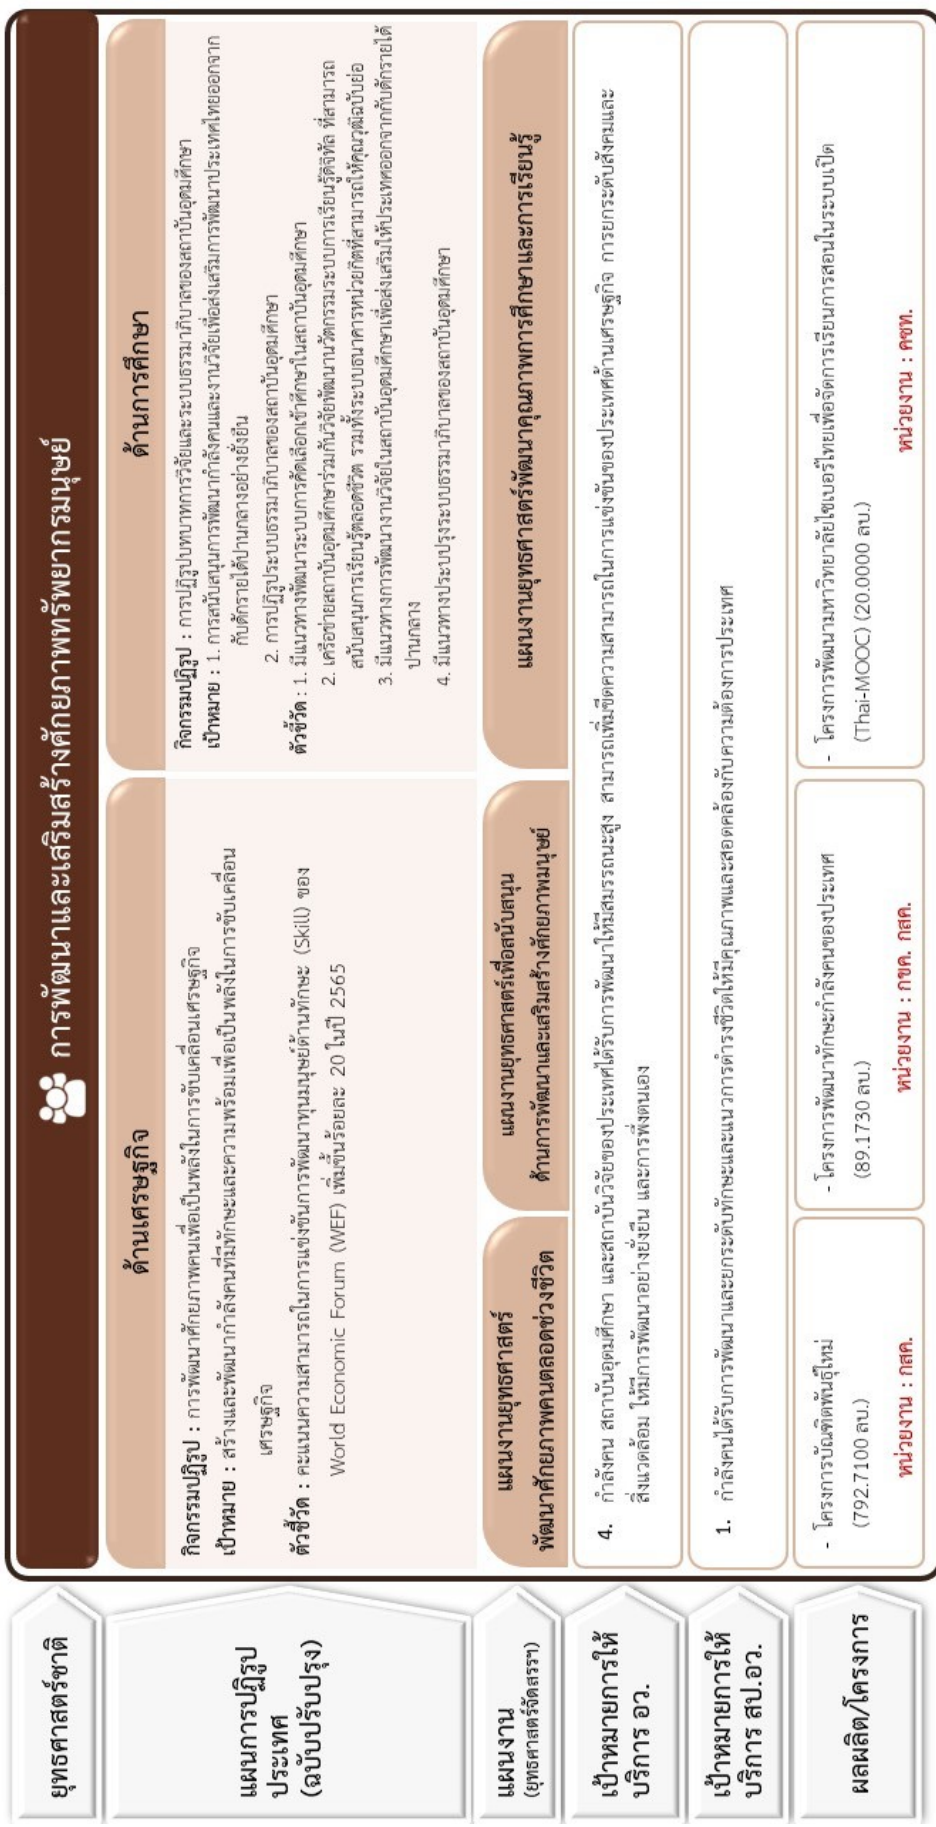 ยุทธศาสตร์ชาติ
การพัฒนาและเสริมสร้างศักยภาพทรัพยากรมนุษย์
แผนการปฏิรูป
ประเทศ
(ฉบับปรับปรุง)
ด้านเศรษฐกิจ
กิจกรรมปฏิรูป : การพัฒนาศักยภาพคนเพื่อเป็นพลังในการขับเคลื่อนเศรษฐกิจ
เป้าหมาย : สร้างและพัฒนากำลังคนที่มีทักษะและความพร้อมเพื่อเป็นพลังในการขับเคลื่อน
เศรษฐกิจ
ตัวชี้วัด : คะแนนความสามารถในการแข่งขันการพัฒนาทุนมนุษย์ด้านทักษะ (Skill) ของ
World Economic Forum (WEF) เพิ่มขึ้นร้อยละ 20 ในปี 2565
ด้านการศึกษา
กิจกรรมปฏิรูป : การปฏิรูปบทบาทการวิจัยและระบบธรรมาภิบาลของสถาบันอุดมศึกษา
เป้าหมาย : 1. การสนับสนุนการพัฒนากำลังคนและงานวิจัยเพื่อส่งเสริมการพัฒนาประเทศไทยออกจาก
กับดักรายได้ปานกลางอย่างยั่งยืน
2. การปฏิรูประบบธรรมาภิบาลของสถาบันอุดมศึกษา
ตัวชี้วัด : 1. มีแนวทางพัฒนาระบบการคัดเลือกเข้าศึกษาในสถาบันอุดมศึกษา
2. เครือข่ายสถาบันอุดมศึกษาร่วมกันวิจัยพัฒนานวัตกรรมระบบการเรียนรู้ดิจิทัล ที่สามารถ
สนับสนุนการเรียนรู้ตลอดชีวิต รวมทั้งระบบธนาคารหน่วยกิตที่สามารถให้คุณวุฒิฉบับย่อ
3. มีแนวทางการพัฒนางานวิจัยในสถาบันอุดมศึกษาเพื่อส่งเสริมให้ประเทศออกจากกับดักรายได้
ปานกลาง
4. มีแนวทางปรับปรุงระบบธรรมาภิบาลของสถาบันอุดมศึกษา
แผนงาน
(ยุทธศาสตร์จัดสรรฯ)
แผนงานยุทธศาสตร์
พัฒนาศักยภาพคนตลอดช่วงชีวิต
แผนงานยุทธศาสตร์เพื่อสนับสนุน
ด้านการพัฒนาและเสริมสร้างศักยภาพมนุษย์
แผนงานยุทธศาสตร์พัฒนาคุณภาพการศึกษาและการเรียนรู้
เป้าหมายการให้
บริการ อว.
4. กำลังคน สถาบันอุดมศึกษา และสถาบันวิจัยของประเทศได้รับการพัฒนาให้มีสมรรถนะสูง สามารถเพิ่มขีดความสามารถในการแข่งขันของประเทศด้านเศรษฐกิจ การยกระดับสังคมและ
สิ่งแวดล้อม ให้มีการพัฒนาอย่างยั่งยืน และการพึ่งตนเอง
เป้าหมายการให้
บริการ สป.อว.
1. กำลังคนได้รับการพัฒนาและยกระดับทักษะและแนวการดำรงชีวิตให้มีคุณภาพและสอดคล้องกับความต้องการประเทศ
ผลผลิต/โครงการ
- โครงการบัณฑิตพันธุ์ใหม่
(792.7100 ลบ.)
หน่วยงาน : กสค.
- โครงการพัฒนาทักษะกำลังคนของประเทศ
(89.1730 ลบ.)
หน่วยงาน : กขค. กสค.
- โครงการพัฒนามหาวิทยาลัยไซเบอร์ไทยเพื่อจัดการเรียนการสอนในระบบเปิด
(Thai-MOOC) (20.0000 ลบ.)
หน่วยงาน : คซท.